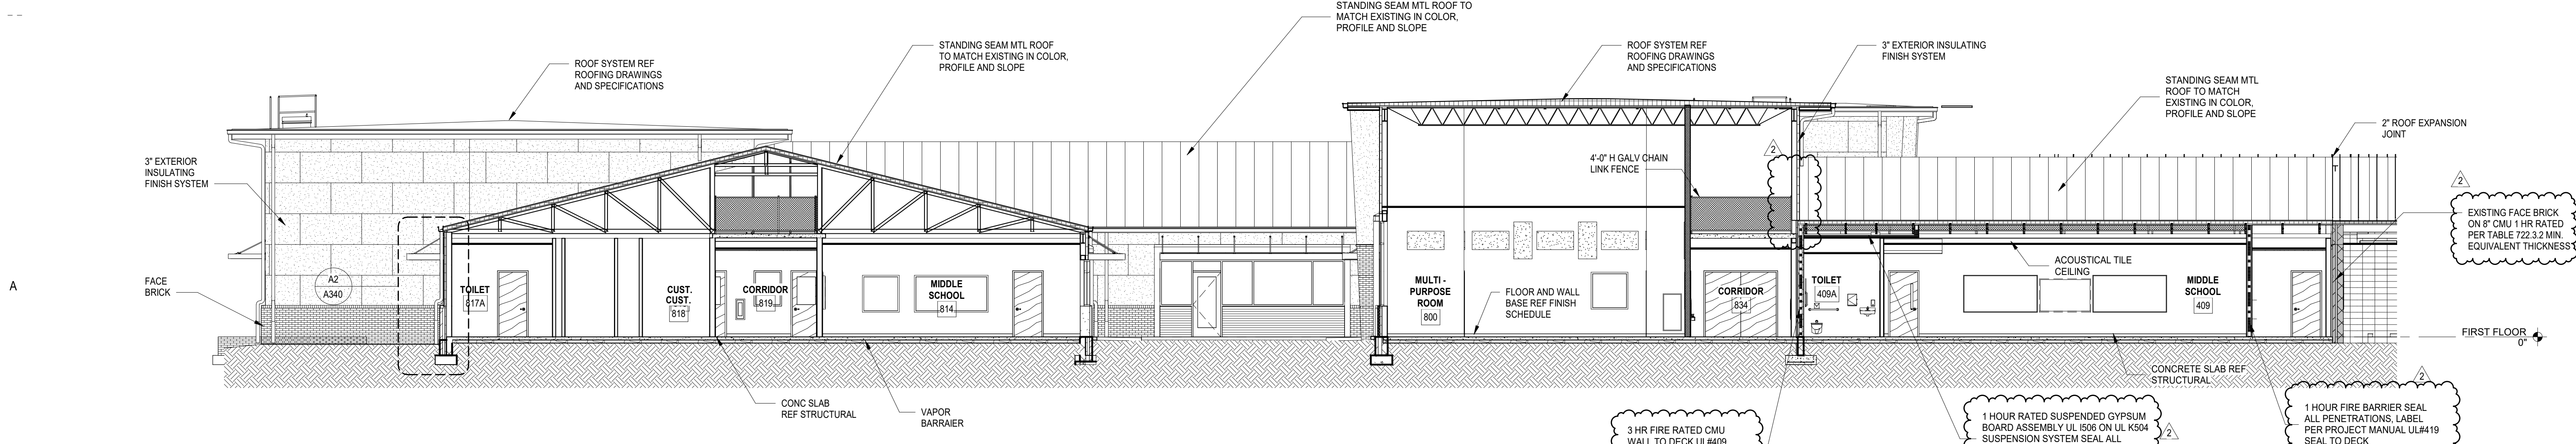 STANDING SEAM MTL ROOF TO
MATCH EXISTING IN COLOR,
PROFILE AND SLOPE
STANDING SEAM MTL ROOF
TO MATCH EXISTING IN COLOR,
PROFILE AND SLOPE
ROOF SYSTEM REF
ROOFING DRAWINGS
AND SPECIFICATIONS
ROOF SYSTEM REF
ROOFING DRAWINGS
AND SPECIFICATIONS
3" EXTERIOR INSULATING
FINISH SYSTEM
STANDING SEAM MTL
ROOF TO MATCH
EXISTING IN COLOR,
PROFILE AND SLOPE
2" ROOF EXPANSION
JOINT
3" EXTERIOR
INSULATING
FINISH SYSTEM
4'-0" H GALV CHAIN
LINK FENCE
2
2
EXISTING FACE BRICK
ON 8" CMU 1 HR RATED
PER TABLE 722.3.2 MIN.
EQUIVALENT THICKNESS
ACOUSTICAL TILE
CEILING
A
FACE
BRICK
A2
A340
TOILET
817A
CUST.
CUST.
818
CORRIDOR
819
MIDDLE
SCHOOL
814
MULTI -
PURPOSE
ROOM
800
FLOOR AND WALL
BASE REF FINISH
SCHEDULE
CORRIDOR
834
TOILET
409A
MIDDLE
SCHOOL
409
FIRST FLOOR
0"
CONC SLAB
REF STRUCTURAL
VAPOR
BARRAIER
CONCRETE SLAB REF
STRUCTURAL
3 HR FIRE RATED CMU
WALL TO DECK UL#409
1 HOUR RATED SUSPENDED GYPSUM
BOARD ASSEMBLY UL I506 ON UL K504
SUSPENSION SYSTEM SEAL ALL
2
2
1 HOUR FIRE BARRIER SEAL
ALL PENETRATIONS, LABEL
PER PROJECT MANUAL UL#419
SEAL TO DECK